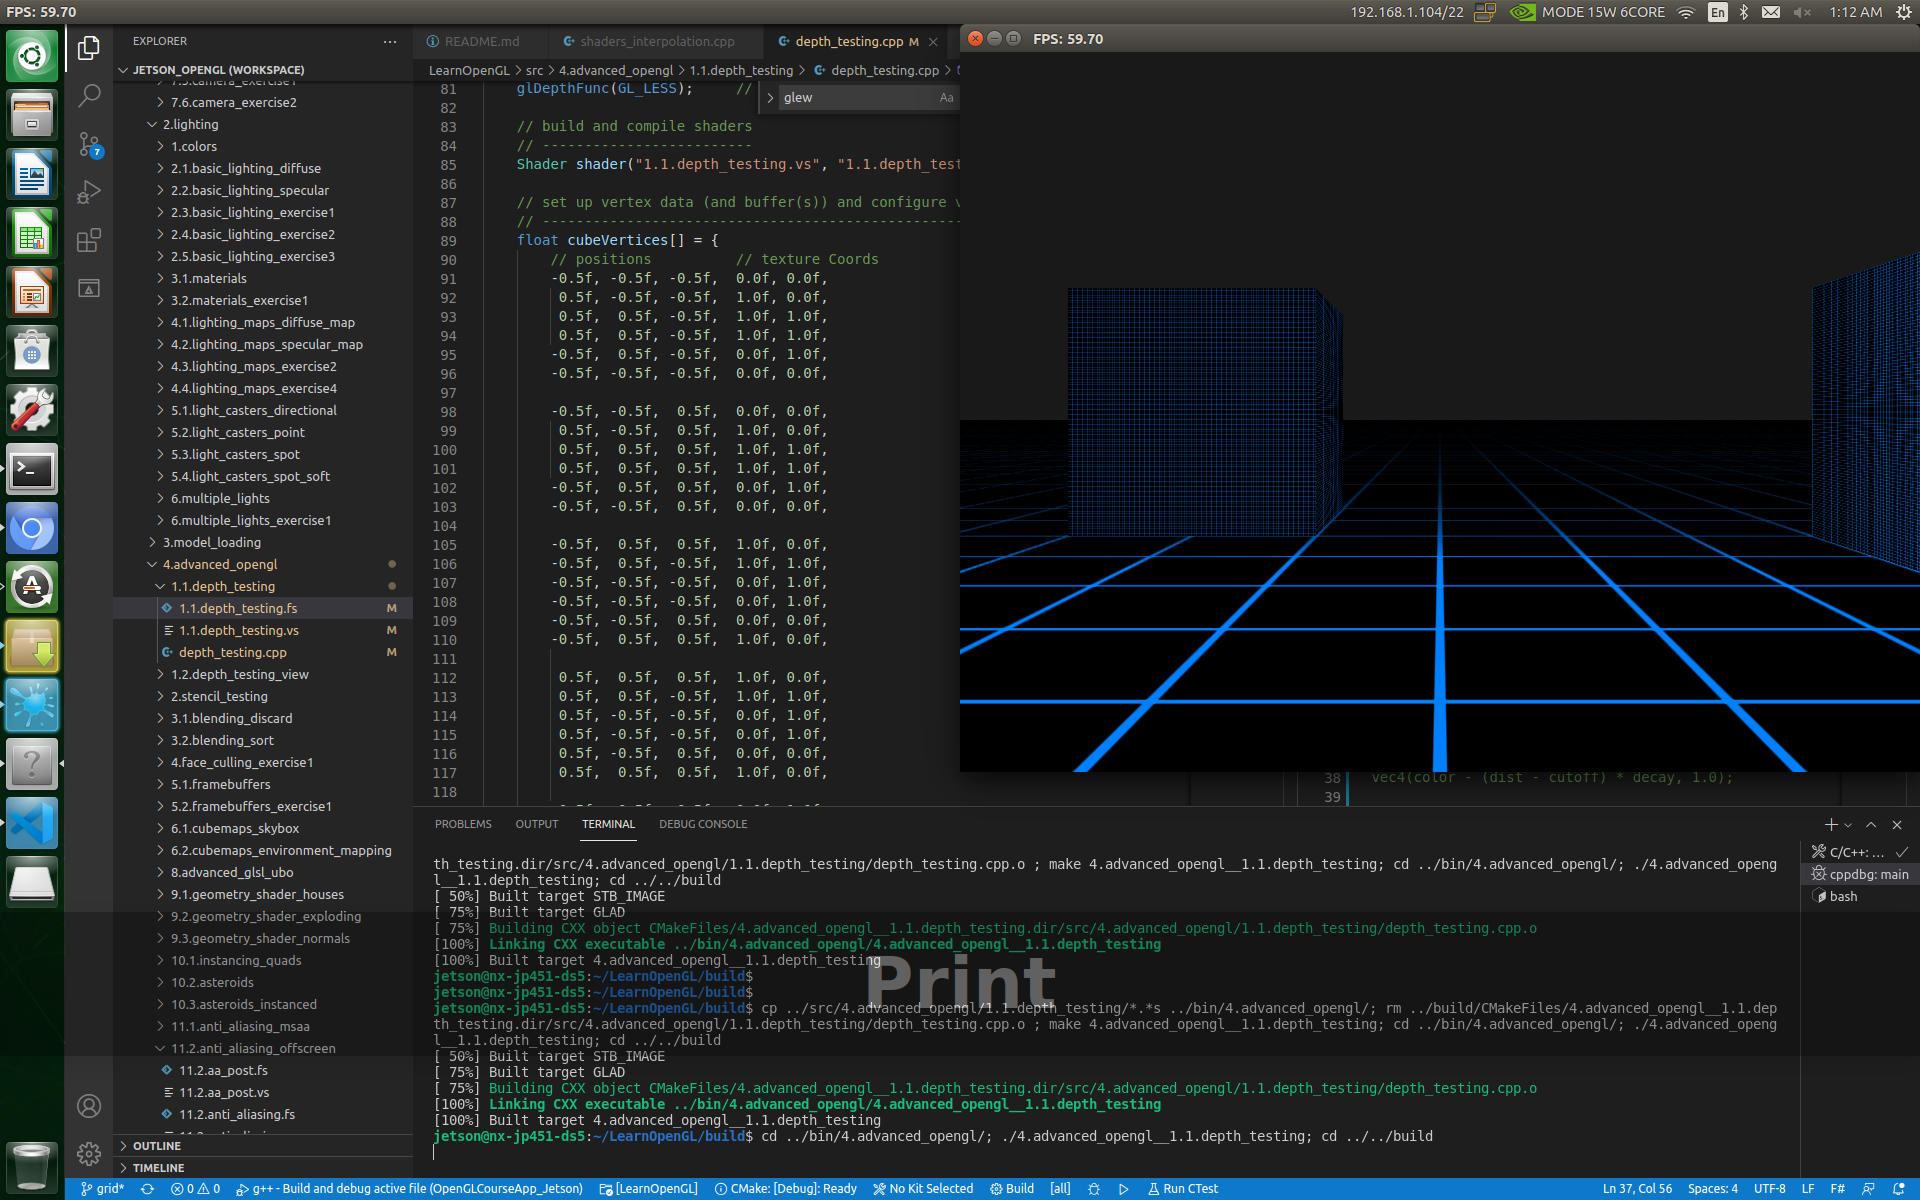 FPS: 59.70
192.168.1.104/22
MODE 15W 6CORE
En
1:12 AM
EXPLORER
JETSON_OPENGL (WORKSPACE)
7.6.camera_exercise2
2.lighting
1.colors
2.1.basic_lighting_diffuse
2.2.basic_lighting_specular
2.3.basic_lighting_exercise1
2.4.basic_lighting_exercise2
2.5.basic_lighting_exercise3
3.1.materials
3.2.materials_exercise1
4.1.lighting_maps_diffuse_map
4.2.lighting_maps_specular_map
4.3.lighting_maps_exercise2
4.4.lighting_maps_exercise4
5.1.light_casters_directional
5.2.light_casters_point
5.3.light_casters_spot
5.4.light_casters_spot_soft
6.multiple_lights
6.multiple_lights_exercise1
3.model_loading
4.advanced_opengl
1.1.depth_testing
1.1.depth_testing.fs M
1.1.depth_testing.vs M
depth_testing.cpp M
1.2.depth_testing_view
2.stencil_testing
3.1.blending_discard
3.2.blending_sort
4.face_culling_exercise1
5.1.framebuffers
5.2.framebuffers_exercise1
6.1.cubemaps_skybox
6.2.cubemaps_environment_mapping
8.advanced_glsl_ubo
9.1.geometry_shader_houses
9.2.geometry_shader_exploding
9.3.geometry_shader_normals
10.1.instancing_quads
10.2.asteroids
10.3.asteroids_instanced
11.1.anti_aliasing_msaa
11.2.anti_aliasing_offscreen
11.2.aa_post.fs
11.2.aa_post.vs
11.2.anti_aliasing.fs
OUTLINE
TIMELINE
7
README.md
shaders_interpolation.cpp
depth_testing.cpp M
LearnOpenGL > src > 4.advanced_opengl > 1.1.depth_testing > depth_testing.cpp >
glew
Aa
81 glDepthFunc(GL_LESS); //
82
83 // build and compile shaders
84 // -------------------------
85 Shader shader("1.1.depth_testing.vs", "1.1.depth_test
86
87 // set up vertex data (and buffer(s)) and configure v
88 // --------------------------------------------------
89 float cubeVertices[] = {
90 // positions // texture Coords
91 -0.5f, -0.5f, -0.5f, 0.0f, 0.0f,
92 0.5f, -0.5f, -0.5f, 1.0f, 0.0f,
93 0.5f, 0.5f, -0.5f, 1.0f, 1.0f,
94 0.5f, 0.5f, -0.5f, 1.0f, 1.0f,
95 -0.5f, 0.5f, -0.5f, 0.0f, 1.0f,
96 -0.5f, -0.5f, -0.5f, 0.0f, 0.0f,
97
98 -0.5f, -0.5f, 0.5f, 0.0f, 0.0f,
99 0.5f, -0.5f, 0.5f, 1.0f, 0.0f,
100 0.5f, 0.5f, 0.5f, 1.0f, 1.0f,
101 0.5f, 0.5f, 0.5f, 1.0f, 1.0f,
102 -0.5f, 0.5f, 0.5f, 0.0f, 1.0f,
103 -0.5f, -0.5f, 0.5f, 0.0f, 0.0f,
104
105 -0.5f, 0.5f, 0.5f, 1.0f, 0.0f,
106 -0.5f, 0.5f, -0.5f, 1.0f, 1.0f,
107 -0.5f, -0.5f, -0.5f, 0.0f, 1.0f,
108 -0.5f, -0.5f, -0.5f, 0.0f, 1.0f,
109 -0.5f, -0.5f, 0.5f, 0.0f, 0.0f,
110 -0.5f, 0.5f, 0.5f, 1.0f, 0.0f,
111
112 0.5f, 0.5f, 0.5f, 1.0f, 0.0f,
113 0.5f, 0.5f, -0.5f, 1.0f, 1.0f,
114 0.5f, -0.5f, -0.5f, 0.0f, 1.0f,
115 0.5f, -0.5f, -0.5f, 0.0f, 1.0f,
116 0.5f, -0.5f, 0.5f, 0.0f, 0.0f,
117 0.5f, 0.5f, 0.5f, 1.0f, 0.0f,
118
FPS: 59.70
38 vec4(color - (dist - cutoff) * decay, 1.0);
39
PROBLEMS OUTPUT TERMINAL DEBUG CONSOLE
th_testing.dir/src/4.advanced_opengl/1.1.depth_testing/depth_testing.cpp.o ; make 4.advanced_opengl__1.1.depth_testing; cd ../bin/4.advanced_opengl/; ./4.advanced_openg
l__1.1.depth_testing; cd ../../build
[ 50%] Built target STB_IMAGE
[ 75%] Built target GLAD
[ 75%] Building CXX object CMakeFiles/4.advanced_opengl__1.1.depth_testing.dir/src/4.advanced_opengl/1.1.depth_testing/depth_testing.cpp.o
[100%] Linking CXX executable ../bin/4.advanced_opengl/4.advanced_opengl__1.1.depth_testing
[100%] Built target 4.advanced_opengl__1.1.depth_testing
jetson@nx-jp451-ds5:~/LearnOpenGL/build$
jetson@nx-jp451-ds5:~/LearnOpenGL/build$
jetson@nx-jp451-ds5:~/LearnOpenGL/build$ cp ../src/4.advanced_opengl/1.1.depth_testing/*.*s ../bin/4.advanced_opengl/; rm ../build/CMakeFiles/4.advanced_opengl__1.1.dep
th_testing.dir/src/4.advanced_opengl/1.1.depth_testing/depth_testing.cpp.o ; make 4.advanced_opengl__1.1.depth_testing; cd ../bin/4.advanced_opengl/; ./4.advanced_openg
l__1.1.depth_testing; cd ../../build
[ 50%] Built target STB_IMAGE
[ 75%] Built target GLAD
[ 75%] Building CXX object CMakeFiles/4.advanced_opengl__1.1.depth_testing.dir/src/4.advanced_opengl/1.1.depth_testing/depth_testing.cpp.o
[100%] Linking CXX executable ../bin/4.advanced_opengl/4.advanced_opengl__1.1.depth_testing
[100%] Built target 4.advanced_opengl__1.1.depth_testing
jetson@nx-jp451-ds5:~/LearnOpenGL/build$ cd ../bin/4.advanced_opengl/; ./4.advanced_opengl__1.1.depth_testing; cd ../../build
Print
C/C++: ...
cppdbg: main
bash
grid*
0 0
g++ - Build and debug active file (OpenGLCourseApp_Jetson)
[LearnOpenGL]
CMake: [Debug]: Ready
No Kit Selected
Build
[all]
Run CTest
Ln 37, Col 56
Spaces: 4
UTF-8
LF
F#